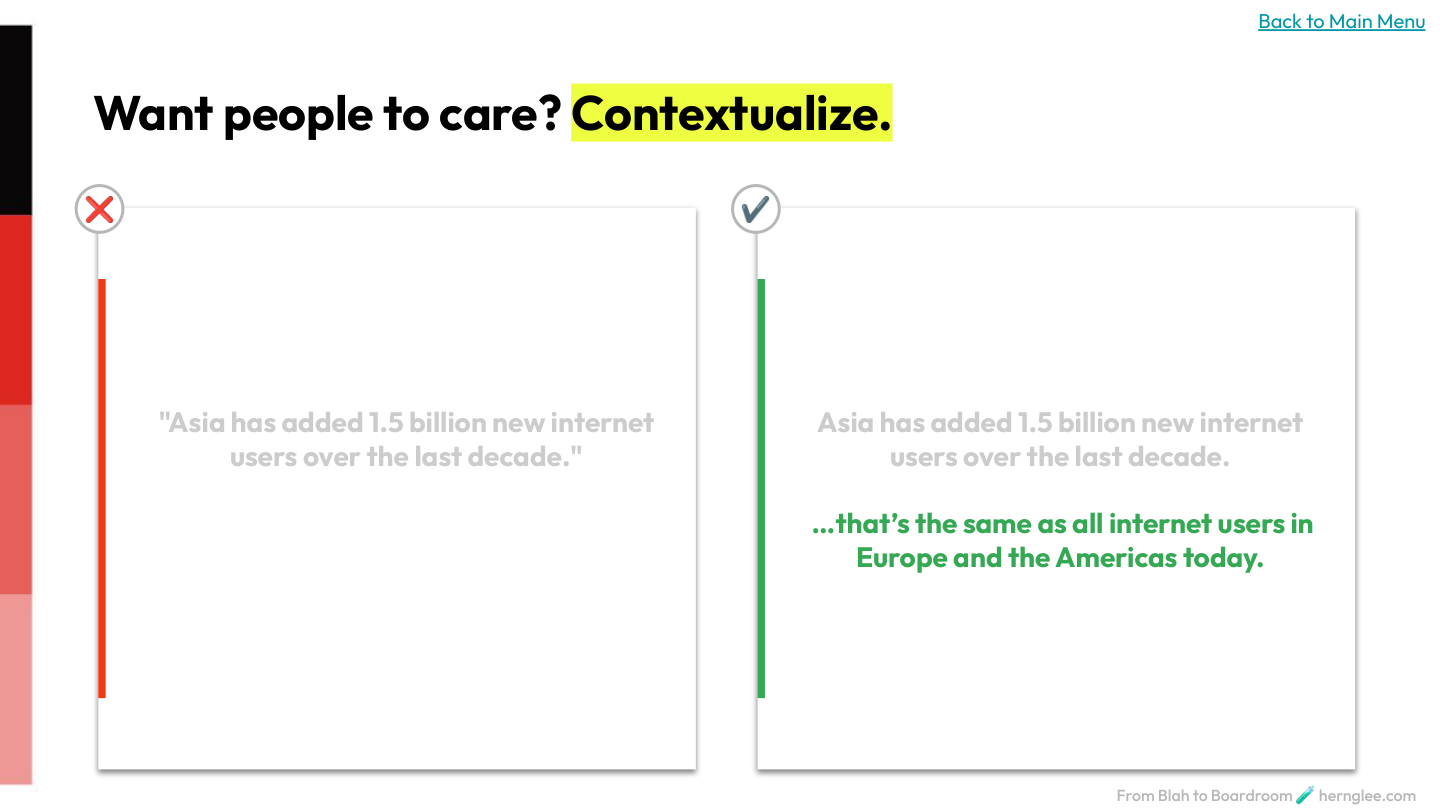 Back to Main Menu
Want people to care? Contextualize.
"Asia has added 1.5 billion new internet
users over the last decade."
Asia has added 1.5 billion new internet
users over the last decade.
...that’s the same as all internet users in
Europe and the Americas today.
From Blah to Boardroom 🧪 hernglee.com